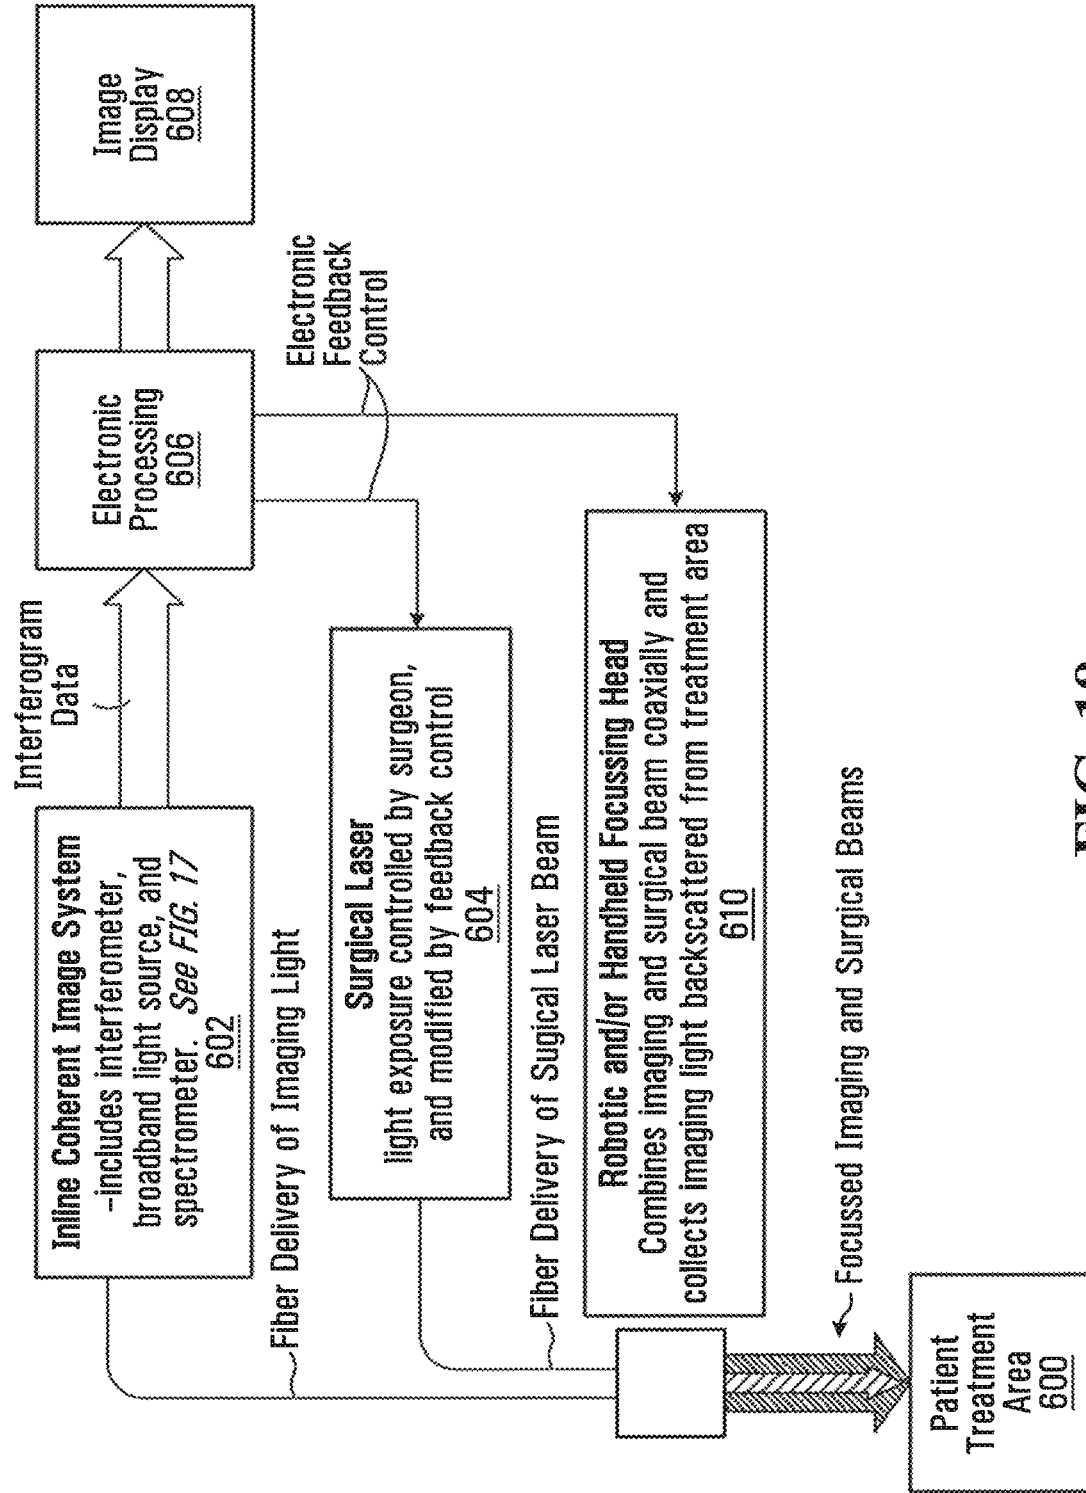 Inline Coherent Image System
-includes interferometer,
broadband light source, and
spectrometer. See FIG. 17
602
Interferogram
Data
Electronic
Processing
606
Image
Display
608
Fiber Delivery of Imaging Light
Electronic
Feedback
Control
Surgical Laser
light exposure controlled by surgeon,
and modified by feedback control
604
Fiber Delivery of Sugical Laser Beam
Robotic and/or Handheld Focussing Head
Combines imaging and surgical beam coaxially and
collects imaging light backscattered from treatment area
610
Focussed Imaging and Surgical Beams
Patient
Treatment
Area
600
FIG.